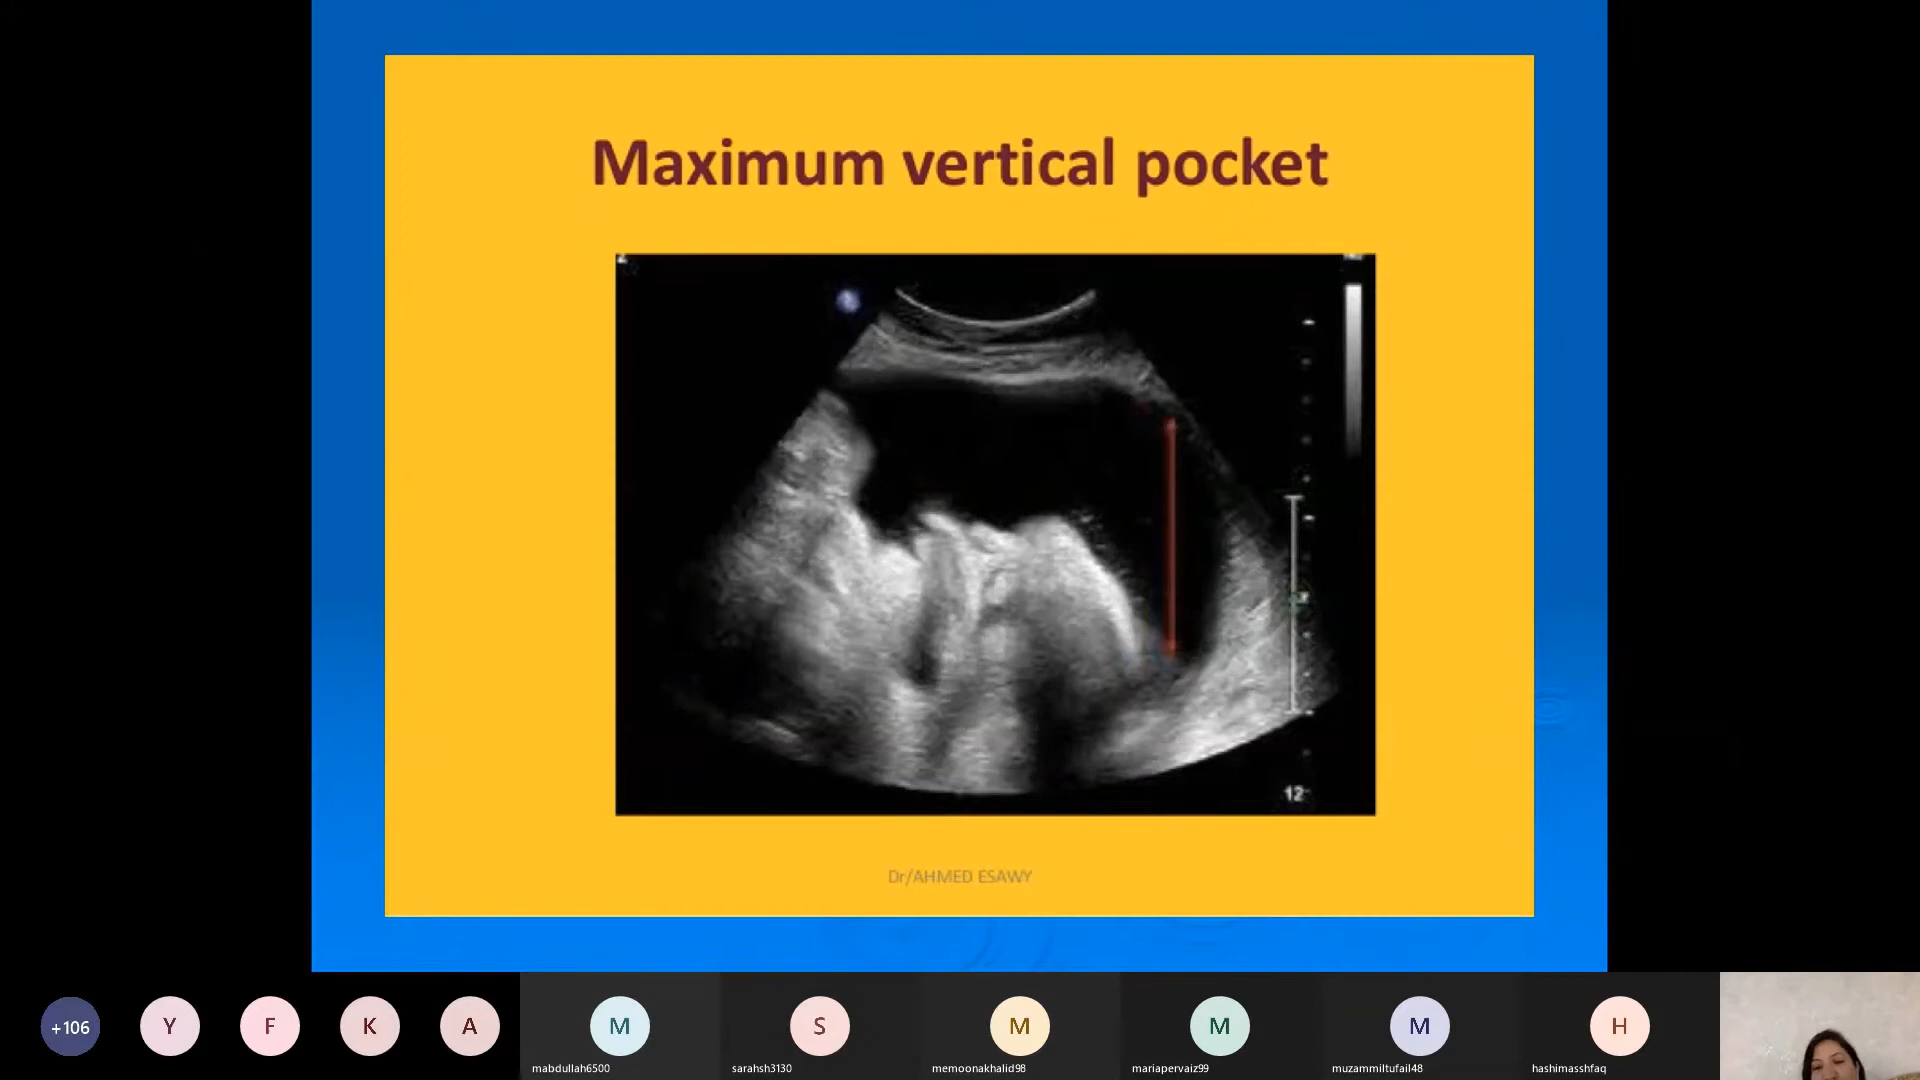 Maximum vertical pocket
12
Dr/AHMED ESAWY
+106
Y
F
K
A
M
S
M
M
M
H
mabdullah6500
sarahsh3130
memoonakhalid98
mariapervaiz99
muzammiltufail48
hashimasshfaq